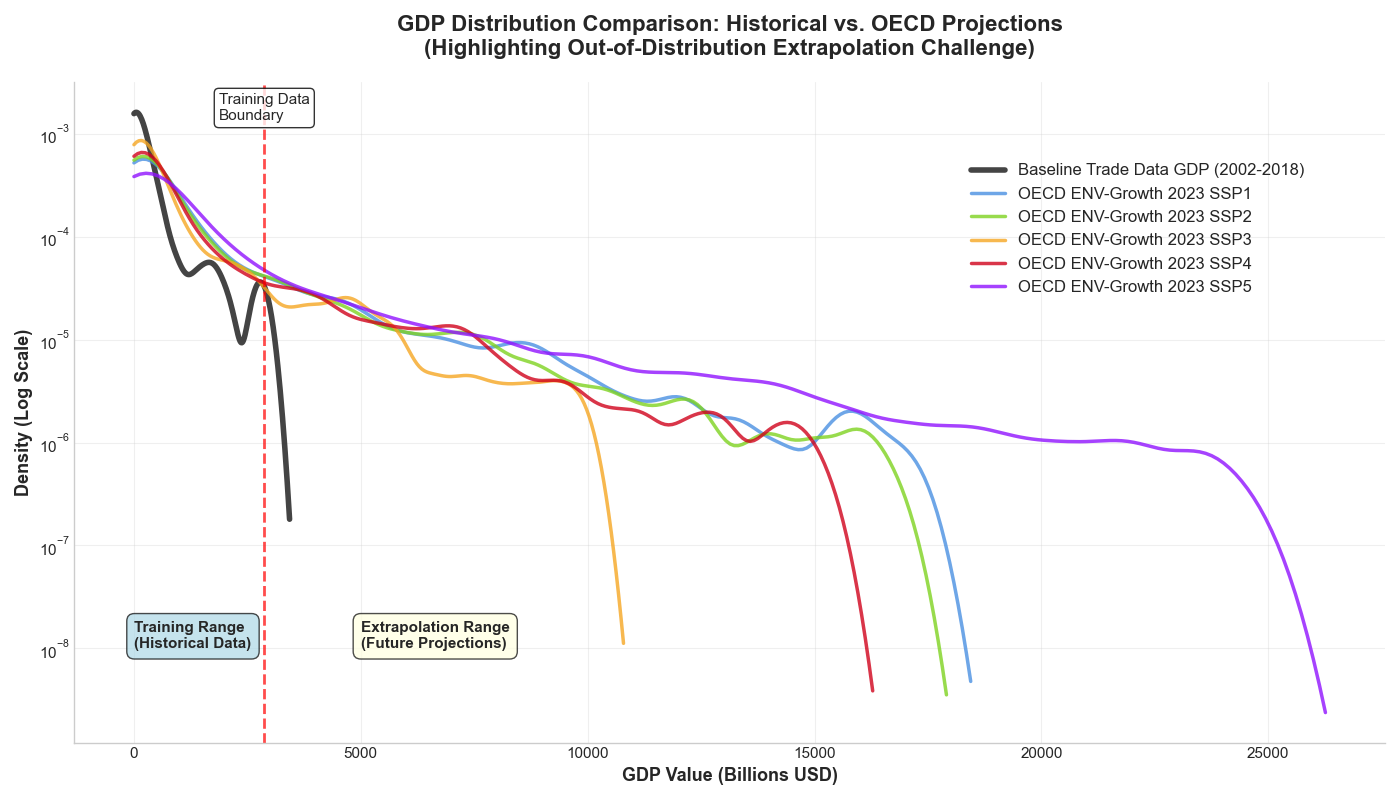 GDP Distribution Comparison: Historical vs. OECD Projections
(Highlighting Out-of-Distribution Extrapolation Challenge)
Training Data
Boundary
Baseline Trade Data GDP (2002-2018)
OECD ENV-Growth 2023 SSP1
OECD ENV-Growth 2023 SSP2
OECD ENV-Growth 2023 SSP3
OECD ENV-Growth 2023 SSP4
OECD ENV-Growth 2023 SSP5
Density (Log Scale)
10⁻³
10⁻⁴
10⁻⁵
10⁻⁶
10⁻⁷
10⁻⁸
Training Range
(Historical Data)
Extrapolation Range
(Future Projections)
0 5000 10000 15000 20000 25000
GDP Value (Billions USD)